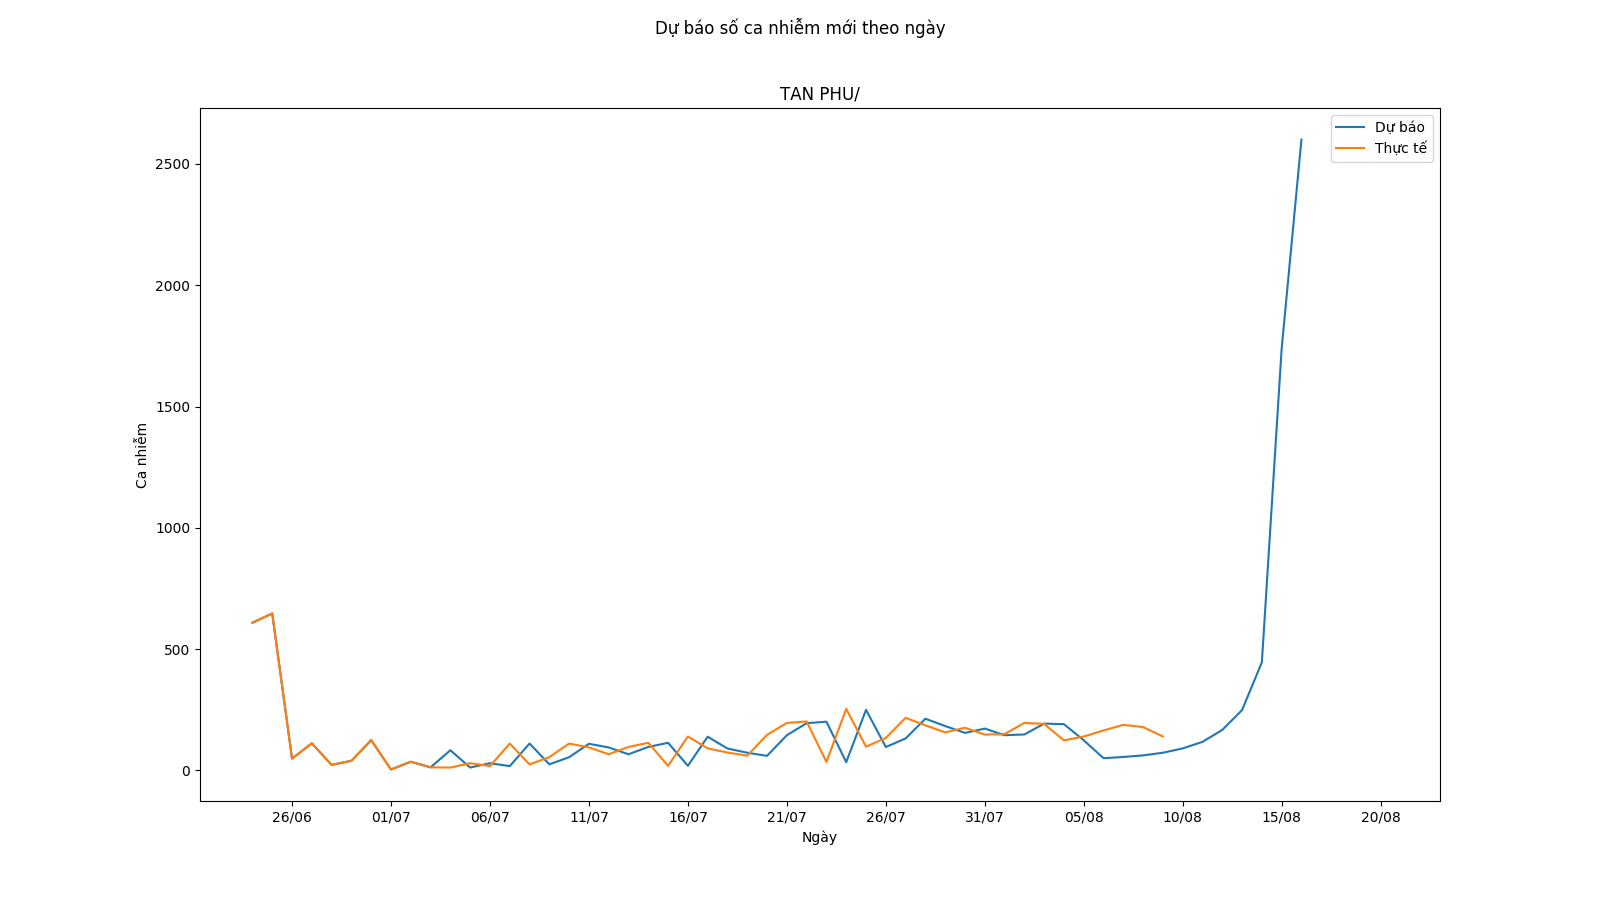 Dự báo số ca nhiễm mới theo ngày
TAN PHU/
Dự báo
Thực tế
2500
2000
1500
1000
500
0
Ca nhiễm
26/06 01/07 06/07 11/07 16/07 21/07 26/07 31/07 05/08 10/08 15/08 20/08
Ngày